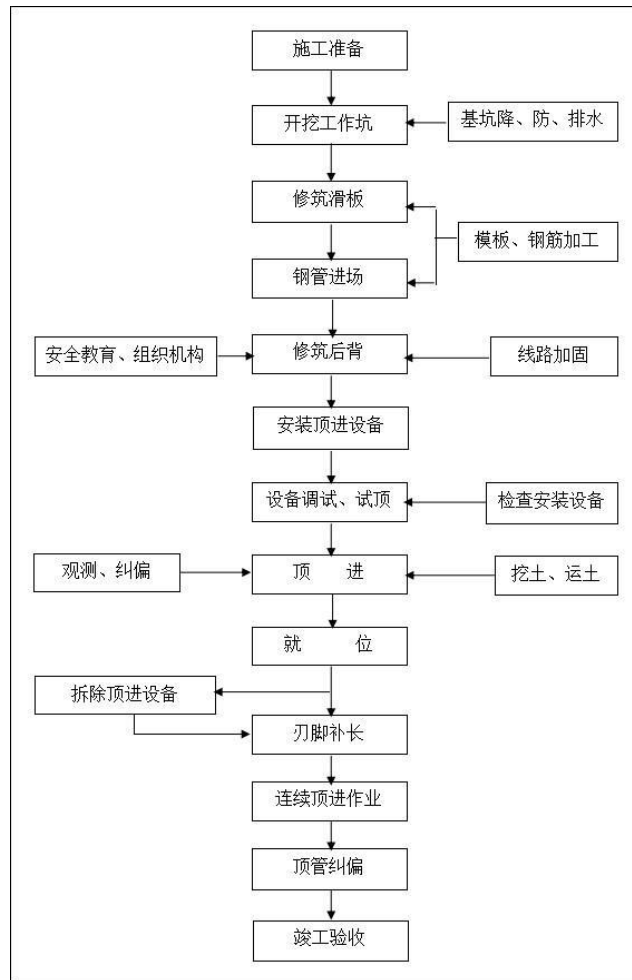 施工准备
开挖工作坑
基坑降、防、排水
修筑滑板
模板、钢筋加工
钢管进场
安全教育、组织机构
修筑后背
线路加固
安装顶进设备
设备调试、试顶
检查安装设备
观测、纠偏
顶 进
挖土、运土
就 位
拆除顶进设备
刃脚补长
连续顶进作业
顶管纠偏
竣工验收